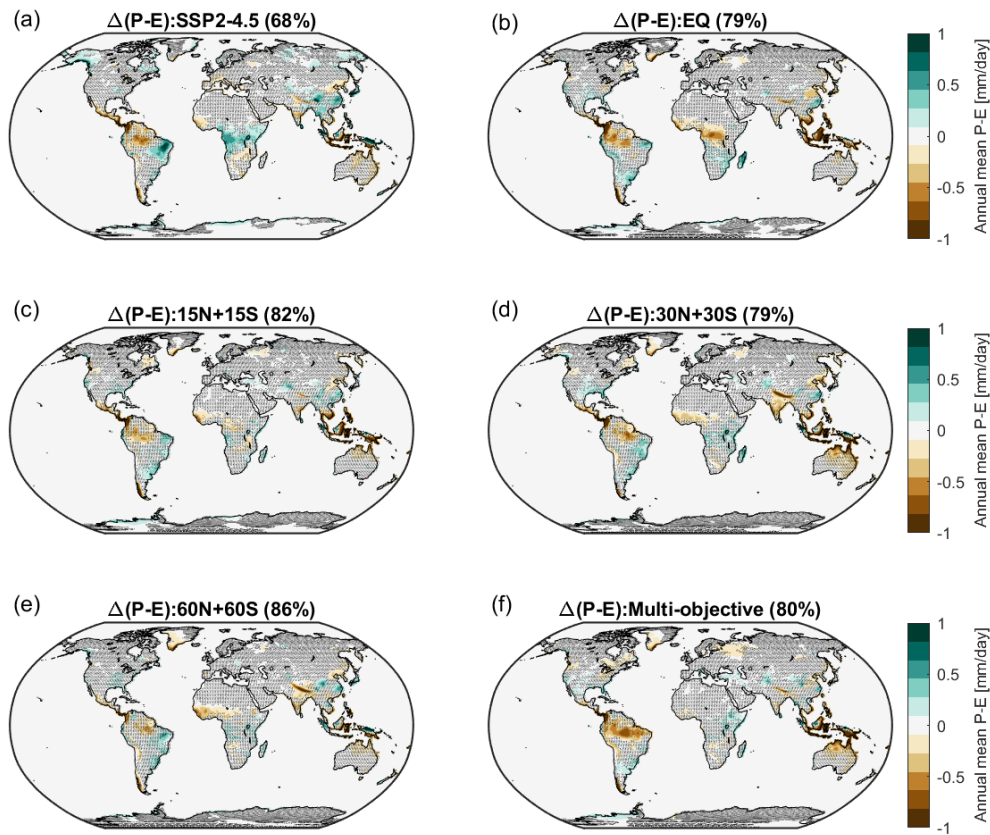 (a)
Δ(P-E):SSP2-4.5 (68%)
(b)
Δ(P-E):EQ (79%)
1
0.5
0
-0.5
-1
Annual mean P-E [mm/day]
(c)
Δ(P-E):15N+15S (82%)
(d)
Δ(P-E):30N+30S (79%)
1
0.5
0
-0.5
-1
Annual mean P-E [mm/day]
(e)
Δ(P-E):60N+60S (86%)
(f)
Δ(P-E):Multi-objective (80%)
1
0.5
0
-0.5
-1
Annual mean P-E [mm/day]